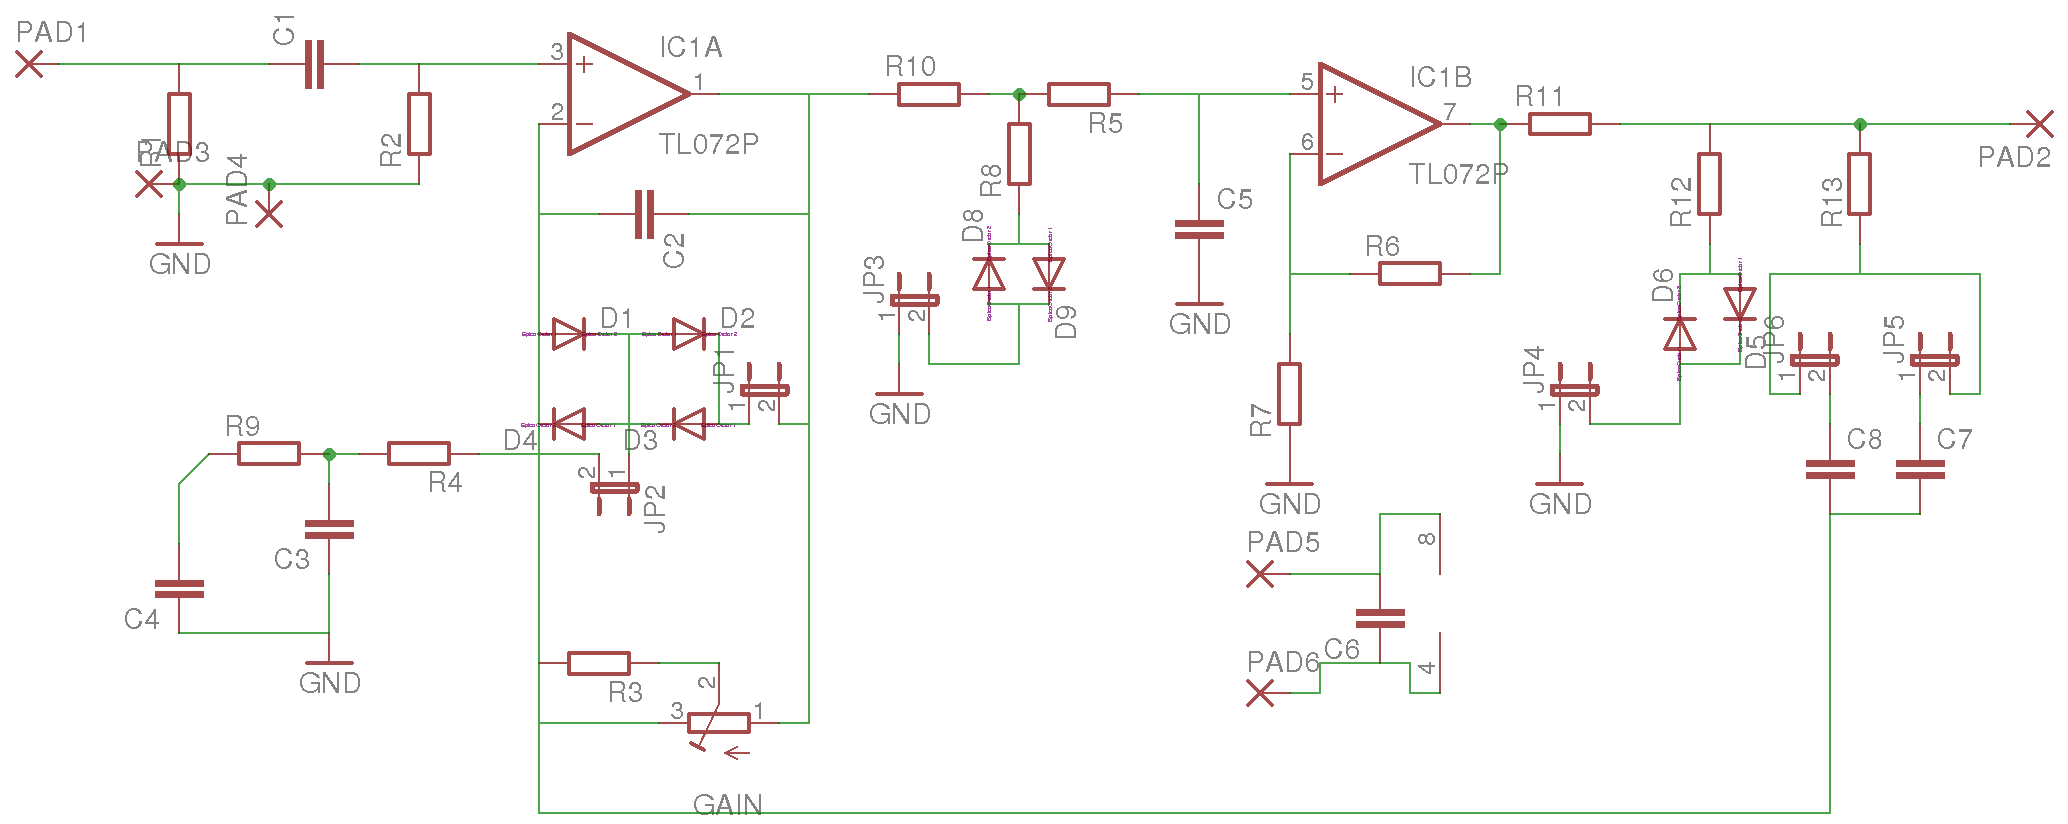 PAD1
C1
3
IC1A
1
2
TL072P
R10
R5
5
IC1B
7
6
TL072P
R11
PAD2
R1
PAD3
PAD4
R2
GND
C2
R8
D8
D9
JP3
1
2
GND
C5
GND
R6
R7
GND
R12
R13
D6
D5
JP4
1
2
GND
JP6
1
2
JP5
1
2
C8
C7
D1
D2
D4
D3
JP1
1
2
JP2
2
1
R9
R4
C3
C4
GND
R3
2
3
1
GAIN
PAD5
PAD6
C6
8
4